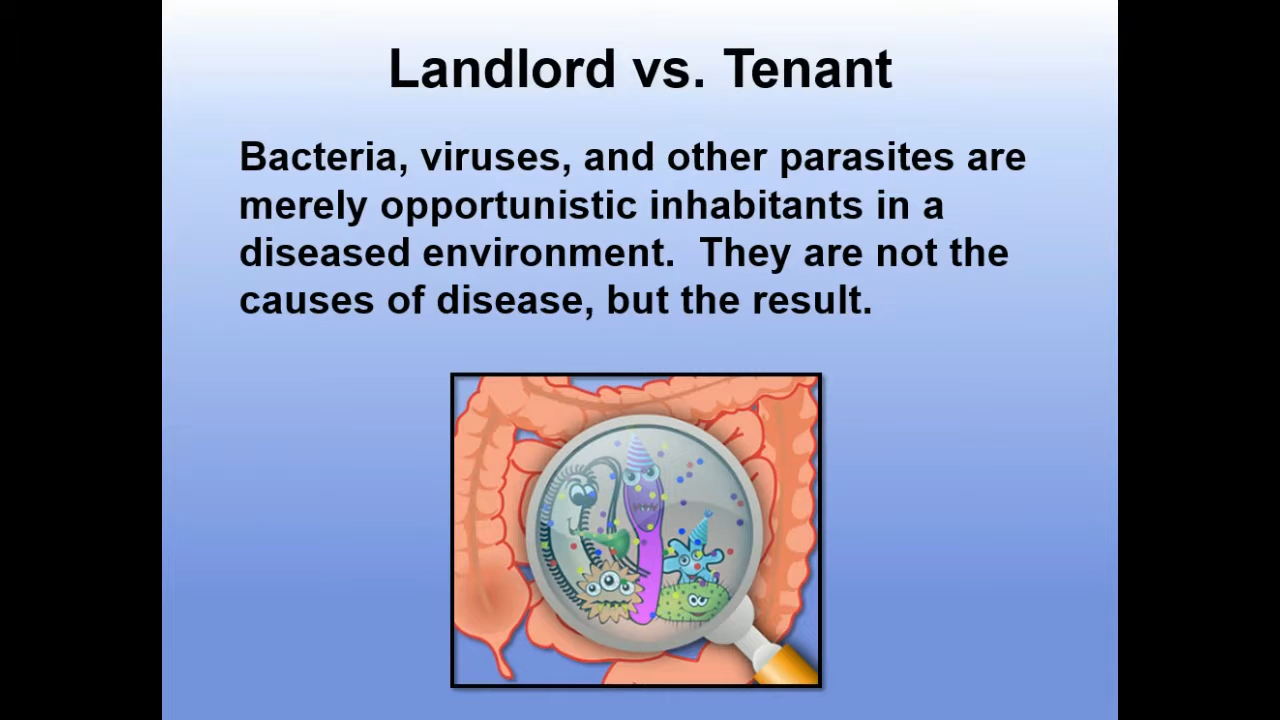 Landlord vs. Tenant
Bacteria, viruses, and other parasites are
merely opportunistic inhabitants in a
diseased environment.  They are not the
causes of disease, but the result.